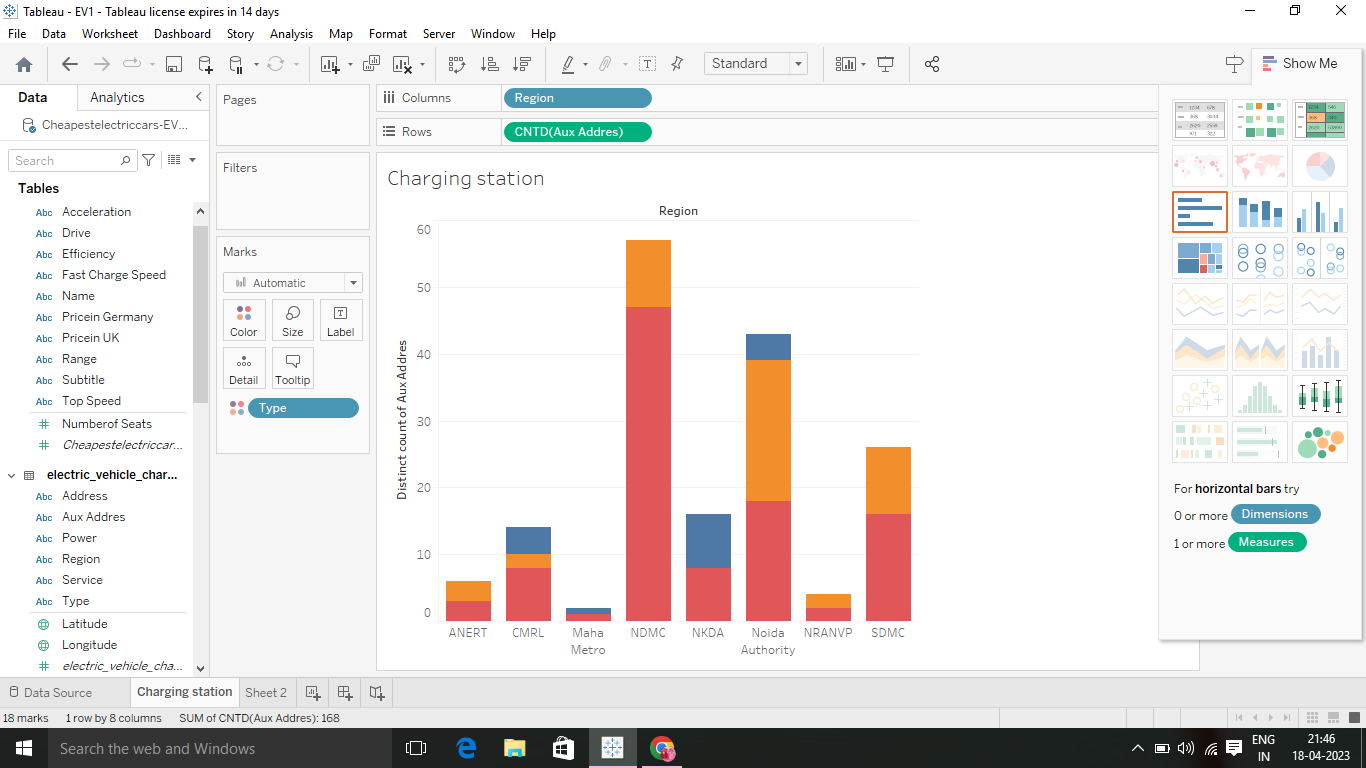 Tableau - EV1 - Tableau license expires in 14 days
File Data Worksheet Dashboard Story Analysis Map Format Server Window Help
Standard
Show Me
Data Analytics
Cheapestelectriccars-EV...
Search
Tables
Abc Acceleration
Abc Drive
Abc Efficiency
Abc Fast Charge Speed
Abc Name
Abc Pricein Germany
Abc Pricein UK
Abc Range
Abc Subtitle
Abc Top Speed
Numberof Seats
Cheapestelectriccar...
electric_vehicle_char...
Abc Address
Abc Aux Addres
Abc Power
Abc Region
Abc Service
Abc Type
Latitude
Longitude
electric_vehicle_cha...
Pages
Filters
Marks
Automatic
Color Size Label
Detail Tooltip
Type
Columns Region
Rows CNTD(Aux Addres)
Charging station
Region
Distinct count of Aux Addres
60
50
40
30
20
10
0
ANERT CMRL Maha Metro NDMC NKDA Noida Authority NRANVP SDMC
For horizontal bars try
0 or more Dimensions
1 or more Measures
Data Source Charging station Sheet 2
18 marks 1 row by 8 columns SUM of CNTD(Aux Addres): 168
Search the web and Windows
ENG
IN
21:46
18-04-2023